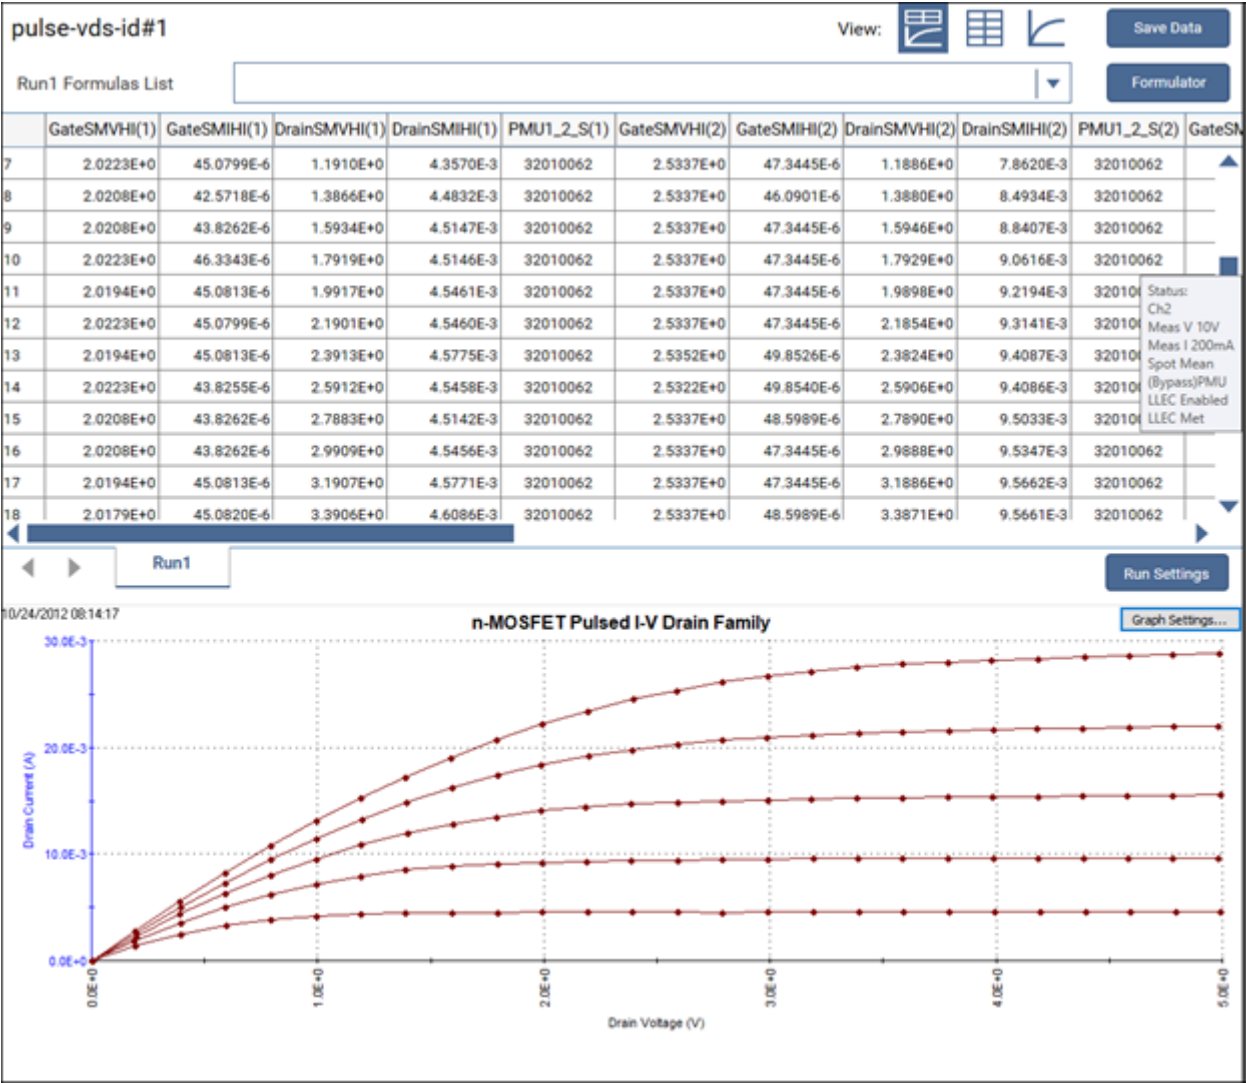 pulse-vds-id#1
View:
Save Data
Run1 Formulas List
Formulator
GateSMVHI(1) GateSMIHI(1) DrainSMVHI(1) DrainSMIHI(1) PMU1_2_S(1) GateSMVHI(2) GateSMIHI(2) DrainSMVHI(2) DrainSMIHI(2) PMU1_2_S(2) GateSM
7 2.0223E+0 45.0799E-6 1.1910E+0 4.3570E-3 32010062 2.5337E+0 47.3445E-6 1.1886E+0 7.8620E-3 32010062
8 2.0208E+0 42.5718E-6 1.3866E+0 4.4832E-3 32010062 2.5337E+0 46.0901E-6 1.3880E+0 8.4934E-3 32010062
9 2.0208E+0 43.8262E-6 1.5934E+0 4.5147E-3 32010062 2.5337E+0 47.3445E-6 1.5946E+0 8.8407E-3 32010062
10 2.0223E+0 46.3343E-6 1.7919E+0 4.5146E-3 32010062 2.5337E+0 47.3445E-6 1.7929E+0 9.0616E-3 32010062
11 2.0194E+0 45.0813E-6 1.9917E+0 4.5461E-3 32010062 2.5337E+0 47.3445E-6 1.9898E+0 9.2194E-3 32010
12 2.0223E+0 45.0799E-6 2.1901E+0 4.5460E-3 32010062 2.5337E+0 47.3445E-6 2.1854E+0 9.3141E-3 32010
13 2.0194E+0 45.0813E-6 2.3913E+0 4.5775E-3 32010062 2.5352E+0 49.8526E-6 2.3824E+0 9.4087E-3 32010
14 2.0223E+0 43.8255E-6 2.5912E+0 4.5458E-3 32010062 2.5322E+0 49.8540E-6 2.5906E+0 9.4086E-3 32010
15 2.0208E+0 43.8262E-6 2.7883E+0 4.5142E-3 32010062 2.5337E+0 48.5989E-6 2.7890E+0 9.5033E-3 32010
16 2.0208E+0 43.8262E-6 2.9909E+0 4.5456E-3 32010062 2.5337E+0 47.3445E-6 2.9888E+0 9.5347E-3 32010062
17 2.0194E+0 45.0813E-6 3.1907E+0 4.5771E-3 32010062 2.5337E+0 47.3445E-6 3.1886E+0 9.5662E-3 32010062
18 2.0179E+0 45.0820E-6 3.3906E+0 4.6086E-3 32010062 2.5337E+0 48.5989E-6 3.3871E+0 9.5661E-3 32010062
Status:
Ch2
Meas V 10V
Meas I 200mA
Spot Mean
(Bypass)PMU
LLEC Enabled
LLEC Met
Run1
Run Settings
10/24/2012 08:14:17
n-MOSFET Pulsed I-V Drain Family
Graph Settings...
30.0E-3
20.0E-3
10.0E-3
0.0E+0
Drain Current (A)
0.0E+0 1.0E+0 2.0E+0 3.0E+0 4.0E+0 5.0E+0
Drain Voltage (V)